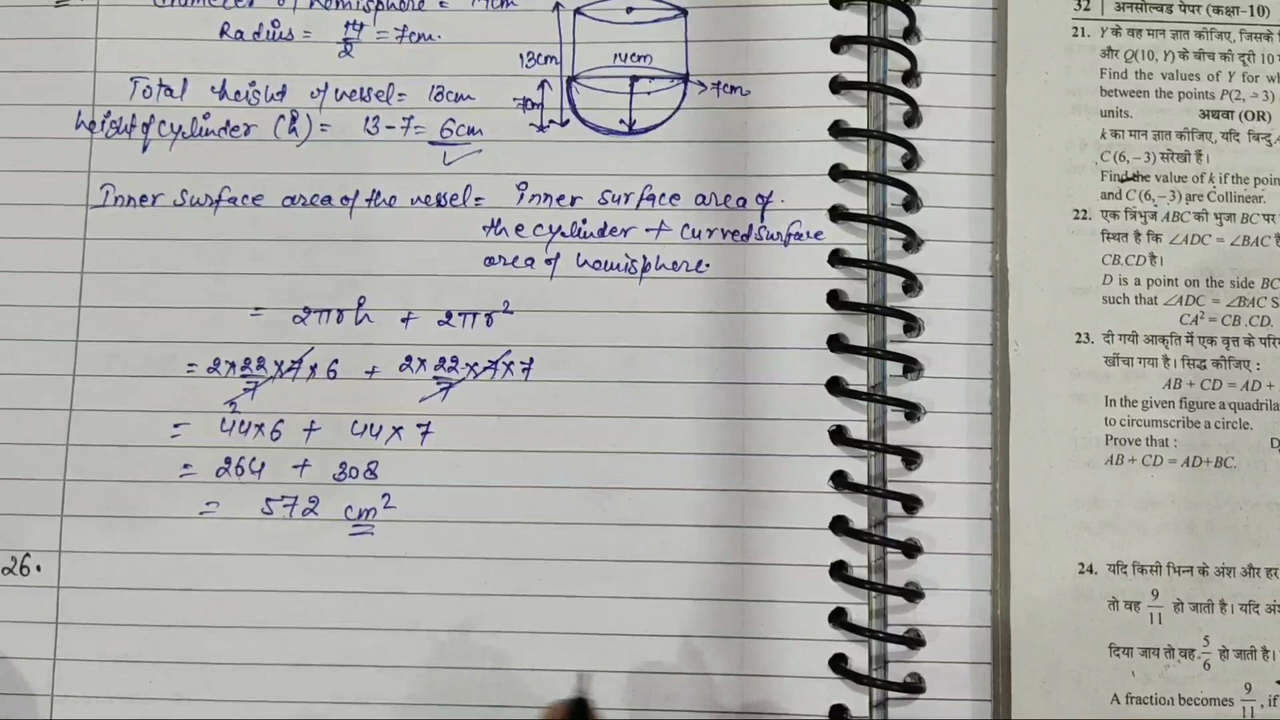 Diameter of hemisphere = 14cm
Radius = 14/2 = 7cm.
Total height of vessel = 13cm
height of cylinder (h) = 13-7 = 6cm
13cm
14cm
7cm
7cm
Inner surface area of the vessel = inner surface area of
the cylinder + curved surface
area of hemisphere.
= 2πrh + 2πr²
= 2×22/7×7×6 + 2×22/7×7×7
= 44×6 + 44×7
= 264 + 308
= 572 cm²
26.
32 | अनसोल्वड पेपर (कक्षा-10)
21. Y के वह मान ज्ञात कीजिए, जिसके
और Q(10, Y) के बीच की दूरी 10
Find the values of Y for
between the points P(2, -3)
units. अथवा (OR)
k का मान ज्ञात कीजिए, यदि बिन्दु
C (6, -3) सरेखी हैं।
Find the value of k if the
and C (6, -3) are Collinear.
22. एक त्रिभुज ABC की भुजा BC पर
स्थित है कि ∠ADC = ∠BAC
CB.CD है।
D is a point on the side BC
such that ∠ADC = ∠BAC
CA² = CB .CD.
23. दी गयी आकृति में एक वृत्त के
खींचा गया है। सिद्ध कीजिए :
AB + CD = AD +
In the given figure a
to circumscribe a circle.
Prove that :
AB + CD = AD+BC.
24. यदि किसी भिन्न के अंश और हर
तो वह 9/11 हो जाती है। यदि
दिया जाय तो वह 5/6 हो जाती है।
A fraction becomes 9/11, if